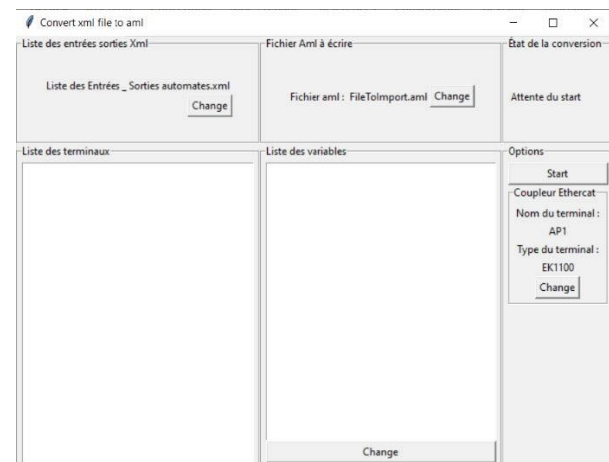 Convert xml file to aml
Liste des entrées sorties Xml
Liste des Entrées _ Sorties automates.xml
Change
Fichier Aml à écrire
Fichier aml : FileToImport.aml
Change
État de la conversion
Attente du start
Liste des terminaux
Liste des variables
Change
Options
Start
Coupleur Ethercat
Nom du terminal :
AP1
Type du terminal :
EK1100
Change